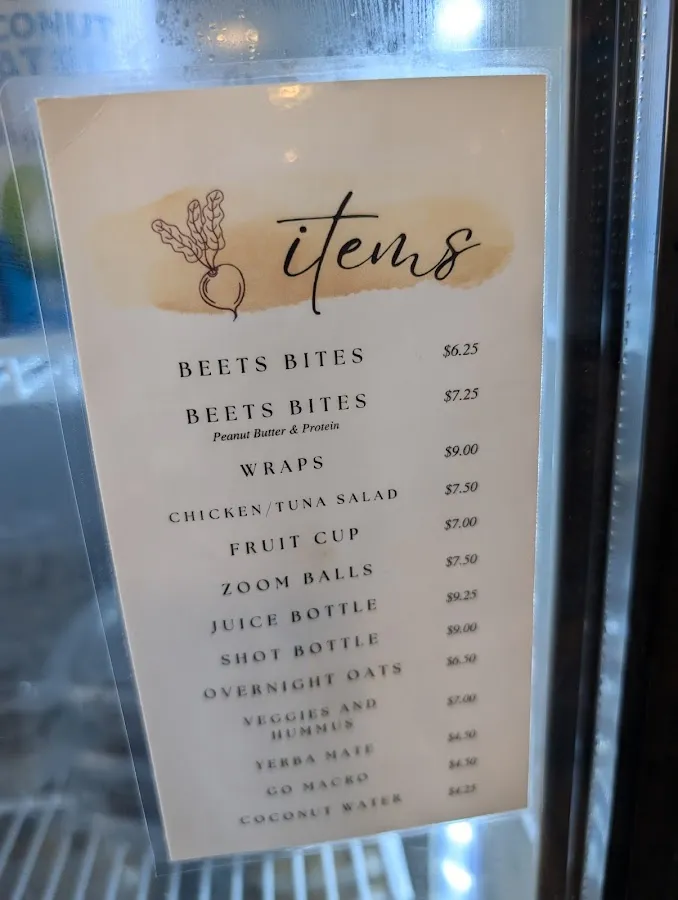 items
BEETS BITES $6.25
BEETS BITES $7.25
Peanut Butter & Protein
WRAPS $9.00
CHICKEN/TUNA SALAD $7.50
FRUIT CUP $7.00
ZOOM BALLS $7.50
JUICE BOTTLE $9.25
SHOT BOTTLE $9.00
OVERNIGHT OATS $6.50
VEGGIES AND $7.00
HUMMUS
YERBA MATE $4.50
GO MACRO $4.50
COCONUT WATER $4.25